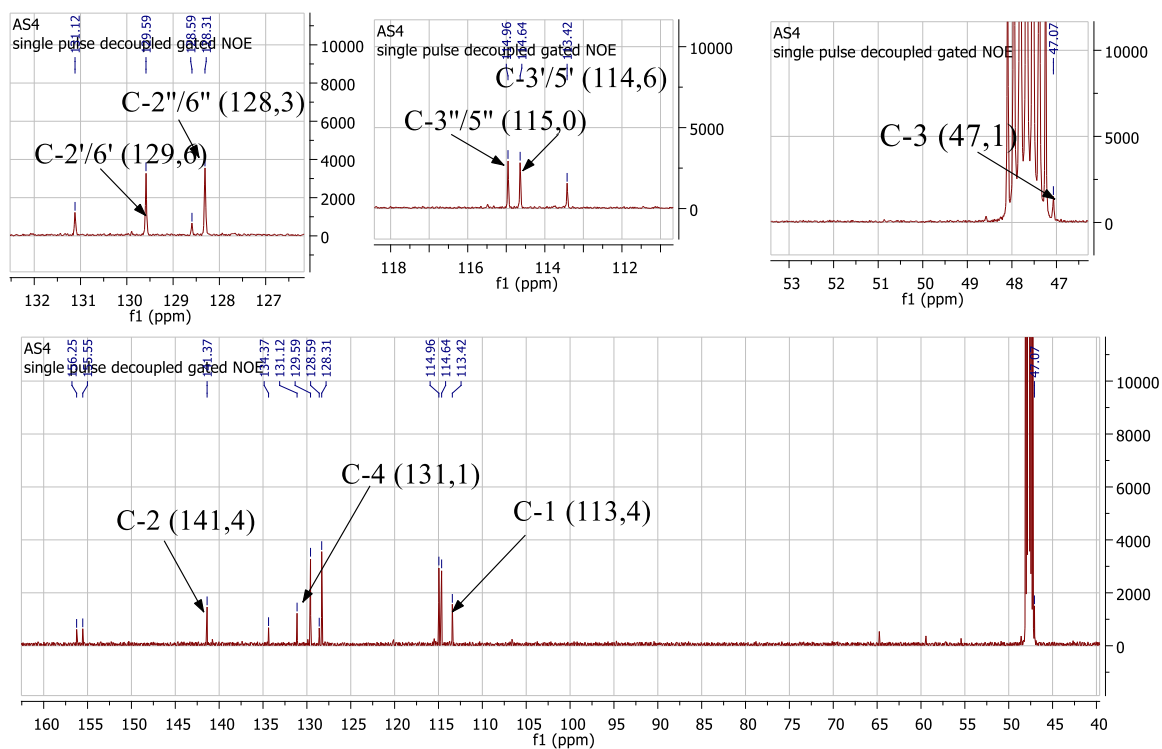 AS4
single pulse decoupled gated NOE
131.12
129.59
128.59
128.31
C-2''/6'' (128,3)
C-2'/6' (129,6)
10000
8000
6000
4000
2000
0
132 131 130 129 128 127
f1 (ppm)
AS4
single pulse decoupled gated NOE
114.96
114.64
113.42
C-3'/5' (114,6)
C-3''/5'' (115,0)
10000
5000
0
118 116 114 112
f1 (ppm)
AS4
single pulse decoupled gated NOE
47.07
C-3 (47,1)
10000
5000
0
53 52 51 50 49 48 47
f1 (ppm)
AS4
single pulse decoupled gated NOE
156.25
155.55
141.37
134.37
131.12
129.59
128.59
128.31
114.96
114.64
113.42
47.07
C-4 (131,1)
C-2 (141,4)
C-1 (113,4)
10000
8000
6000
4000
2000
0
160 155 150 145 140 135 130 125 120 115 110 105 100 95 90 85 80 75 70 65 60 55 50 45 40
f1 (ppm)